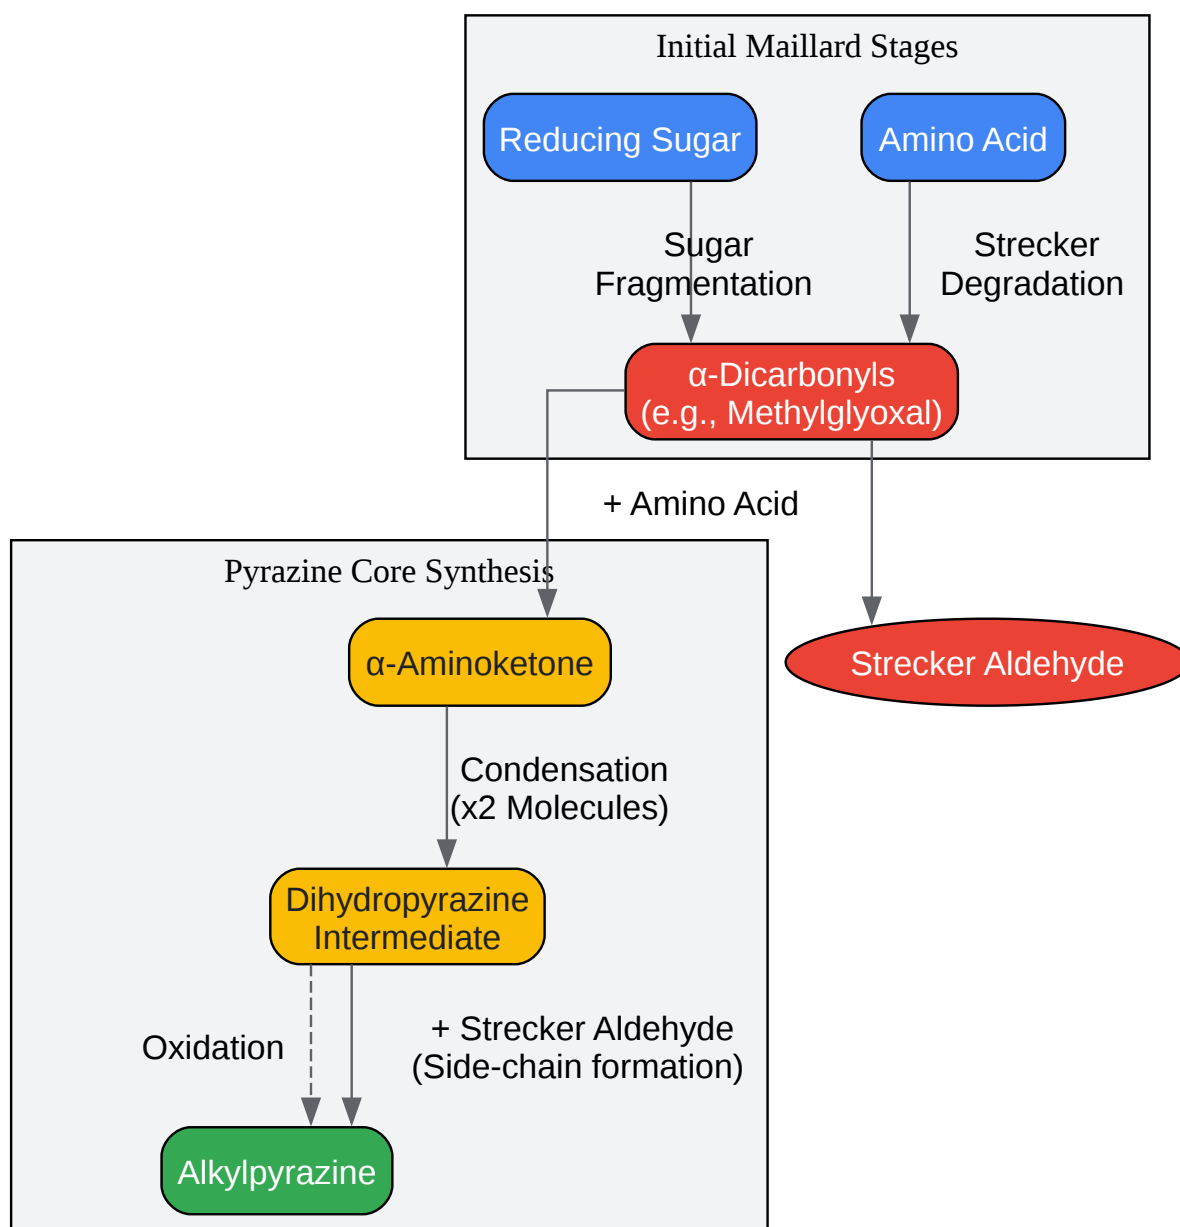 Initial Maillard Stages
Reducing Sugar
Amino Acid
Sugar
Fragmentation
Strecker
Degradation
α-Dicarbonyls
(e.g., Methylglyoxal)
+ Amino Acid
Pyrazine Core Synthesis
α-Aminoketone
Strecker Aldehyde
Condensation
(x2 Molecules)
Dihydropyrazine
Intermediate
Oxidation
+ Strecker Aldehyde
(Side-chain formation)
Alkylpyrazine